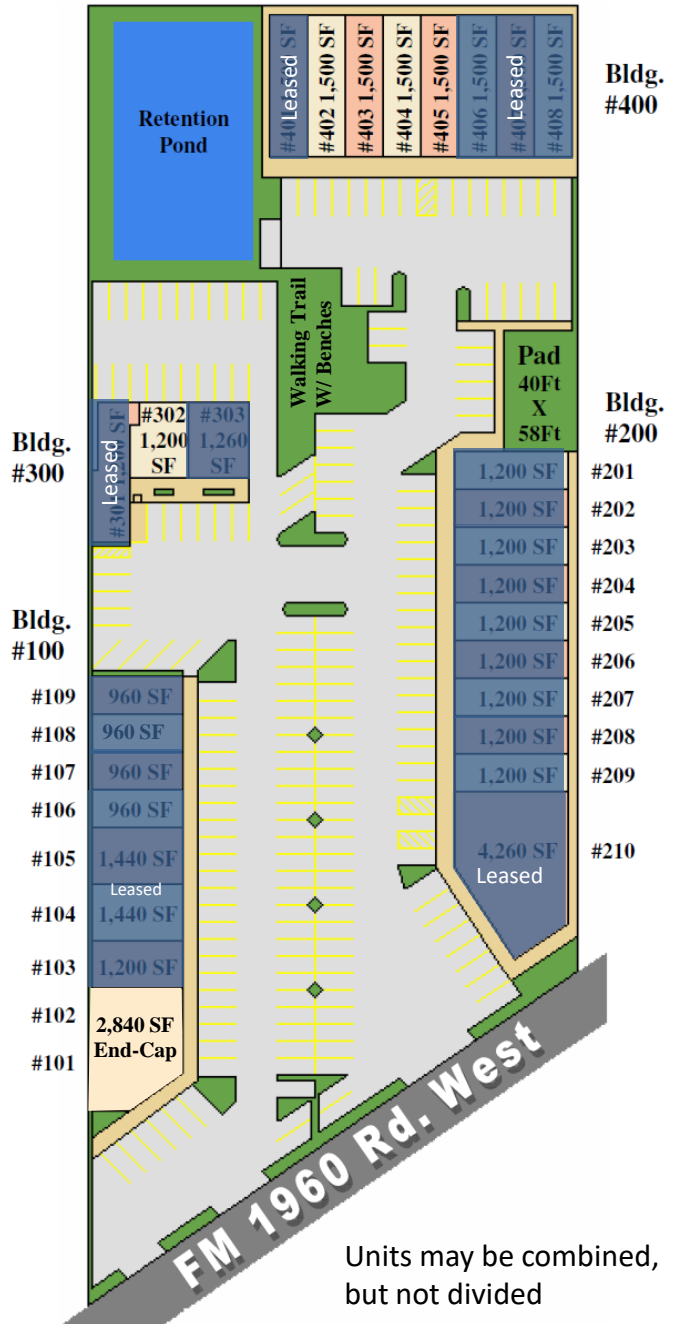 Retention
Pond
Leased
#402 1,500 SF
#403 1,500 SF
#404 1,500 SF
#405 1,500 SF
#406 1,500 SF
Leased
#408 1,500 SF
Bldg.
#400
Walking Trail
W/ Benches
Pad
40Ft
X
58Ft
Bldg.
#200
Bldg.
#300
#301 1,200 SF
Leased
#302
1,200
SF
#303
1,260
SF
1,200 SF #201
1,200 SF #202
1,200 SF #203
1,200 SF #204
1,200 SF #205
1,200 SF #206
1,200 SF #207
1,200 SF #208
1,200 SF #209
4,260 SF #210
Leased
Bldg.
#100
#109 960 SF
#108 960 SF
#107 960 SF
#106 960 SF
#105 1,440 SF
Leased
#104 1,440 SF
#103 1,200 SF
#102
2,840 SF
End-Cap
#101
FM 1960 Rd. West
Units may be combined,
but not divided